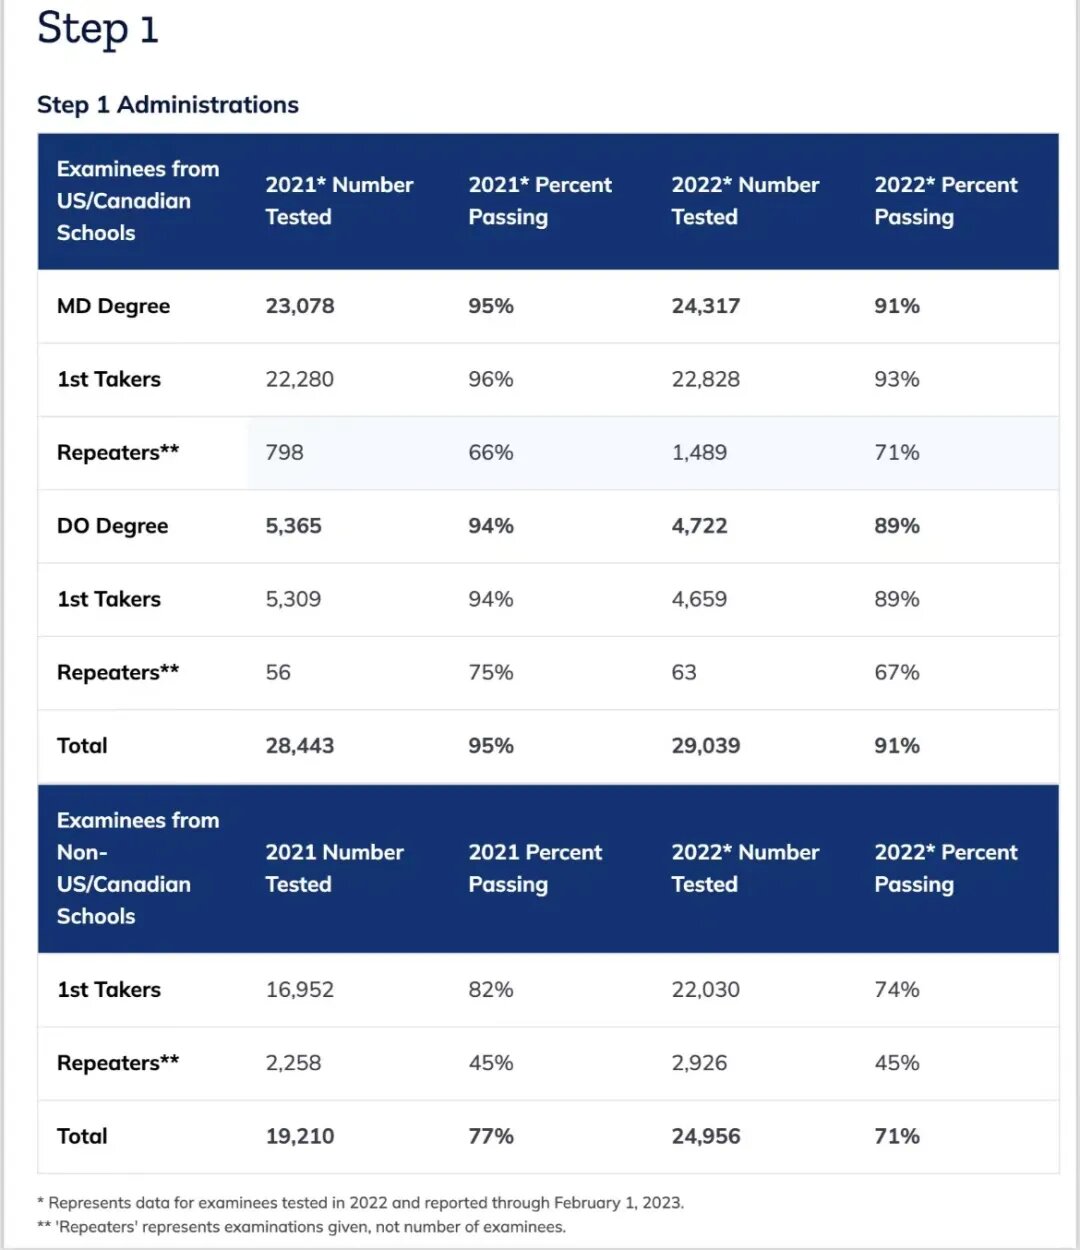 Step 1
Step 1 Administrations
Examinees from
US/Canadian
Schools
2021* Number
Tested
2021* Percent
Passing
2022* Number
Tested
2022* Percent
Passing
MD Degree 23,078 95% 24,317 91%
1st Takers 22,280 96% 22,828 93%
Repeaters** 798 66% 1,489 71%
DO Degree 5,365 94% 4,722 89%
1st Takers 5,309 94% 4,659 89%
Repeaters** 56 75% 63 67%
Total 28,443 95% 29,039 91%
Examinees from
Non-
US/Canadian
Schools
2021 Number
Tested
2021 Percent
Passing
2022* Number
Tested
2022* Percent
Passing
1st Takers 16,952 82% 22,030 74%
Repeaters** 2,258 45% 2,926 45%
Total 19,210 77% 24,956 71%
* Represents data for examinees tested in 2022 and reported through February 1, 2023.
** 'Repeaters' represents examinations given, not number of examinees.